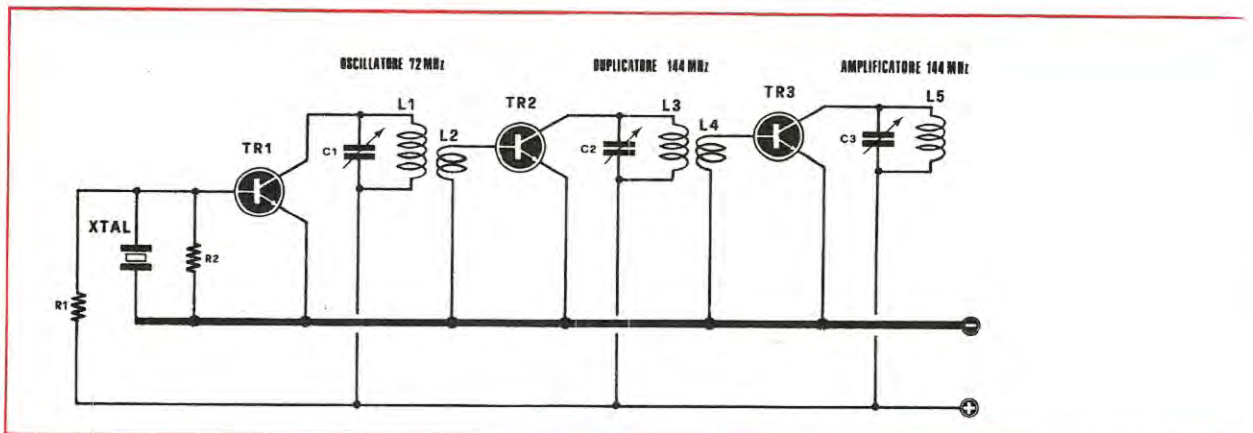 OSCILLATORE 72 MHz
DUPLICATORE 144 MHz
AMPLIFICATORE 144 MHz
L1
L3
L5
TR2
TR3
L2
L4
TR1
C1
C2
C3
XTAL
R2
R1
-
+